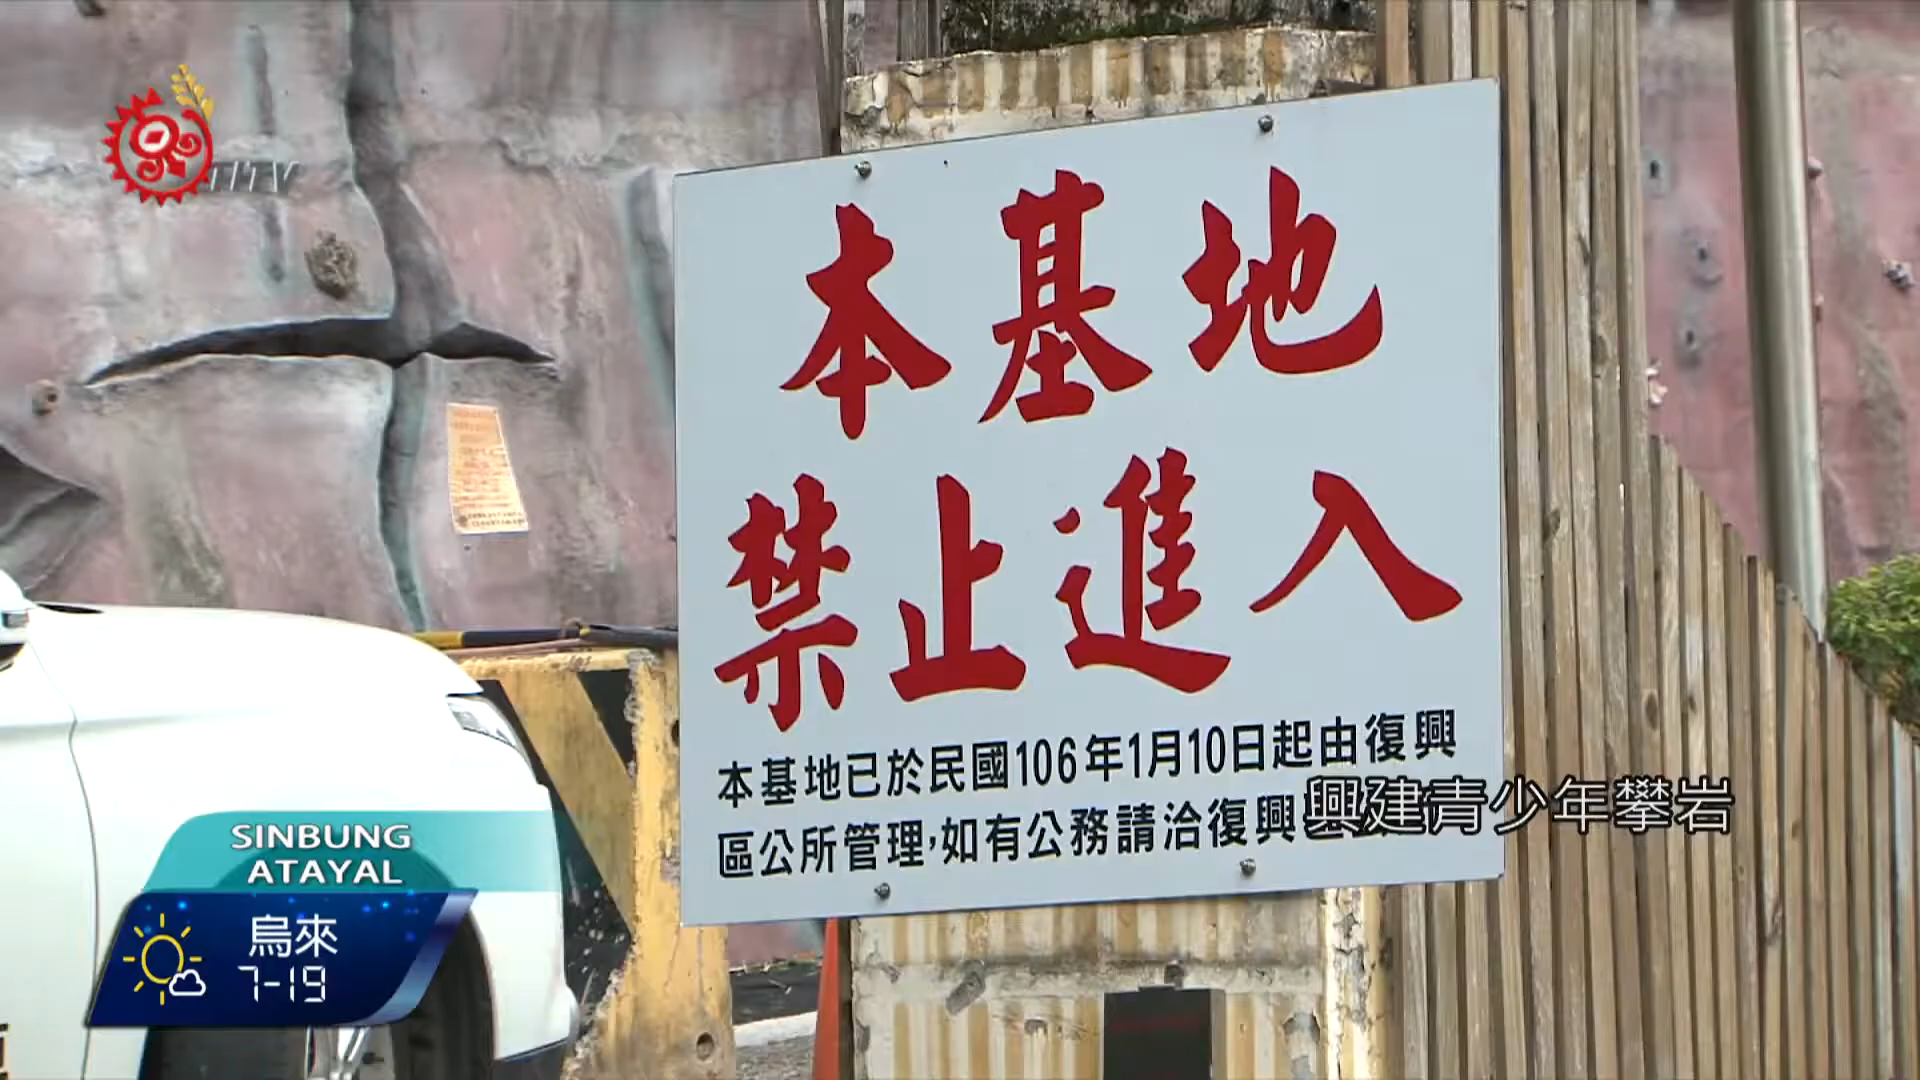 TITV
本基地
禁止進入
本基地已於民國106年1月10日起由復興
區公所管理,如有公務請洽復興
興建青少年攀岩
SINBUNG
ATAYAL
烏來
7-19